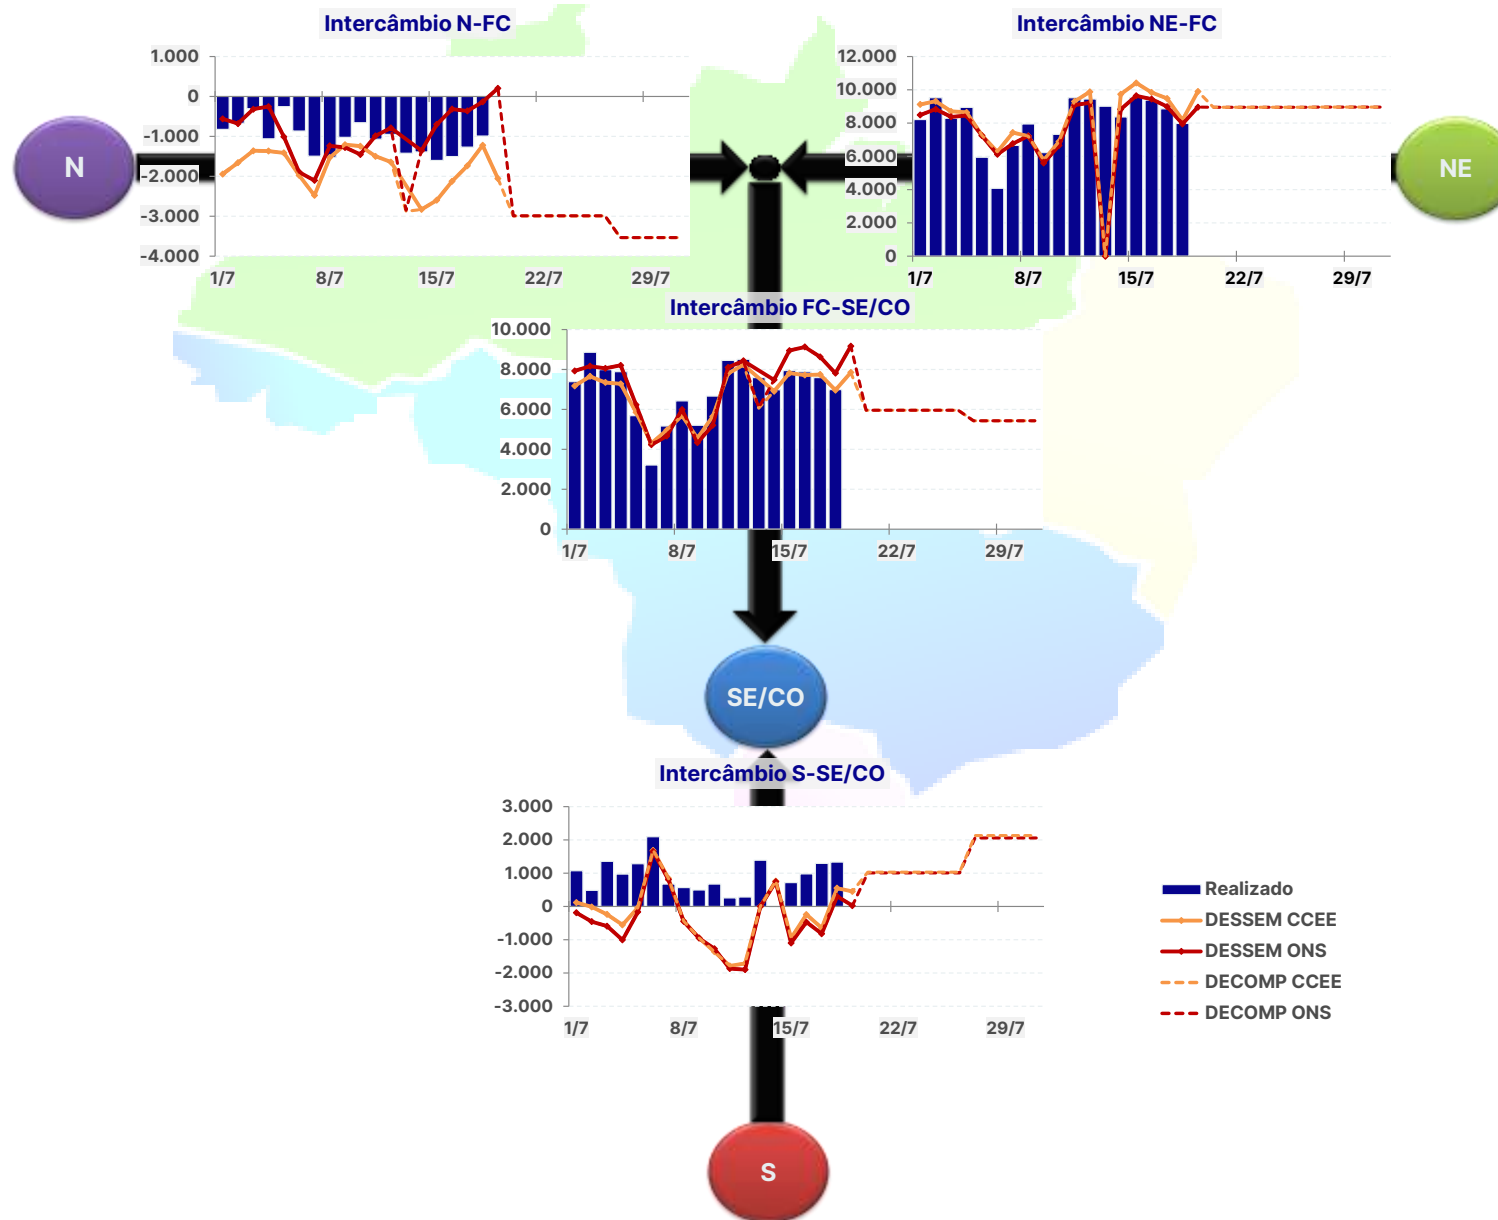 Intercâmbio N-FC
1.000
0
-1.000
-2.000
-3.000
-4.000
1/7 8/7 15/7 22/7 29/7
Intercâmbio NE-FC
12.000
10.000
8.000
6.000
4.000
2.000
0
1/7 8/7 15/7 22/7 29/7
N
NE
Intercâmbio FC-SE/CO
10.000
8.000
6.000
4.000
2.000
0
1/7 8/7 15/7 22/7 29/7
SE/CO
Intercâmbio S-SE/CO
3.000
2.000
1.000
0
-1.000
-2.000
-3.000
1/7 8/7 15/7 22/7 29/7
Realizado
DESSEM CCEE
DESSEM ONS
DECOMP CCEE
DECOMP ONS
S